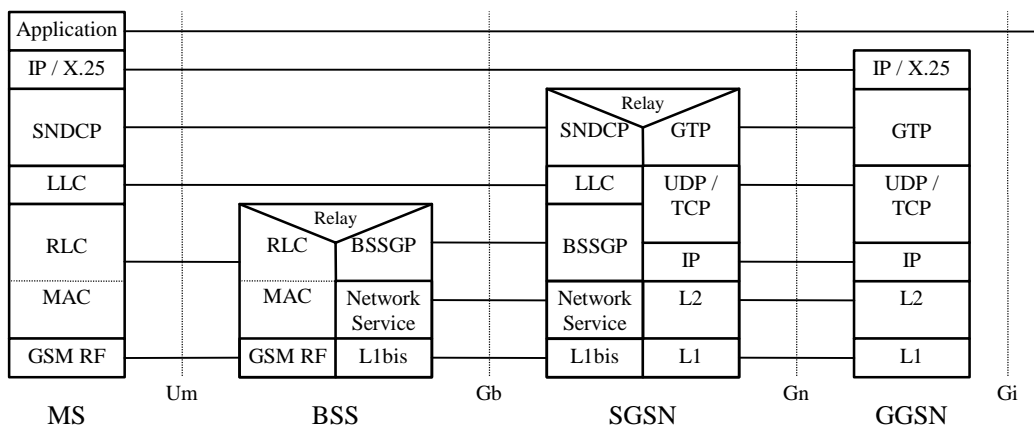 Application
IP / X.25
IP / X.25
Relay
SNDCP
SNDCP
GTP
GTP
LLC
LLC
UDP /
TCP
UDP /
TCP
Relay
RLC
RLC
BSSGP
BSSGP
IP
IP
MAC
MAC
Network
Service
Network
Service
L2
L2
GSM RF
GSM RF
L1bis
L1bis
L1
L1
Um
Gb
Gn
Gi
MS
BSS
SGSN
GGSN